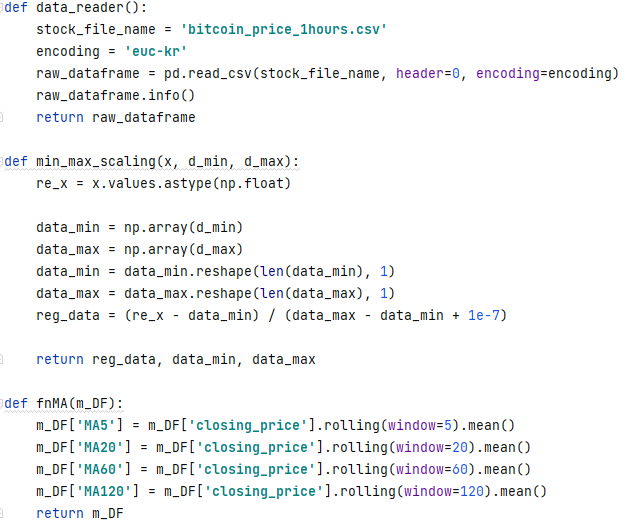 def data_reader():
    stock_file_name = 'bitcoin_price_1hours.csv'
    encoding = 'euc-kr'
    raw_dataframe = pd.read_csv(stock_file_name, header=0, encoding=encoding)
    raw_dataframe.info()
    return raw_dataframe

def min_max_scaling(x, d_min, d_max):
    re_x = x.values.astype(np.float)

    data_min = np.array(d_min)
    data_max = np.array(d_max)
    data_min = data_min.reshape(len(data_min), 1)
    data_max = data_max.reshape(len(data_max), 1)
    reg_data = (re_x - data_min) / (data_max - data_min + 1e-7)

    return reg_data, data_min, data_max

def fnMA(m_DF):
    m_DF['MA5'] = m_DF['closing_price'].rolling(window=5).mean()
    m_DF['MA20'] = m_DF['closing_price'].rolling(window=20).mean()
    m_DF['MA60'] = m_DF['closing_price'].rolling(window=60).mean()
    m_DF['MA120'] = m_DF['closing_price'].rolling(window=120).mean()
    return m_DF